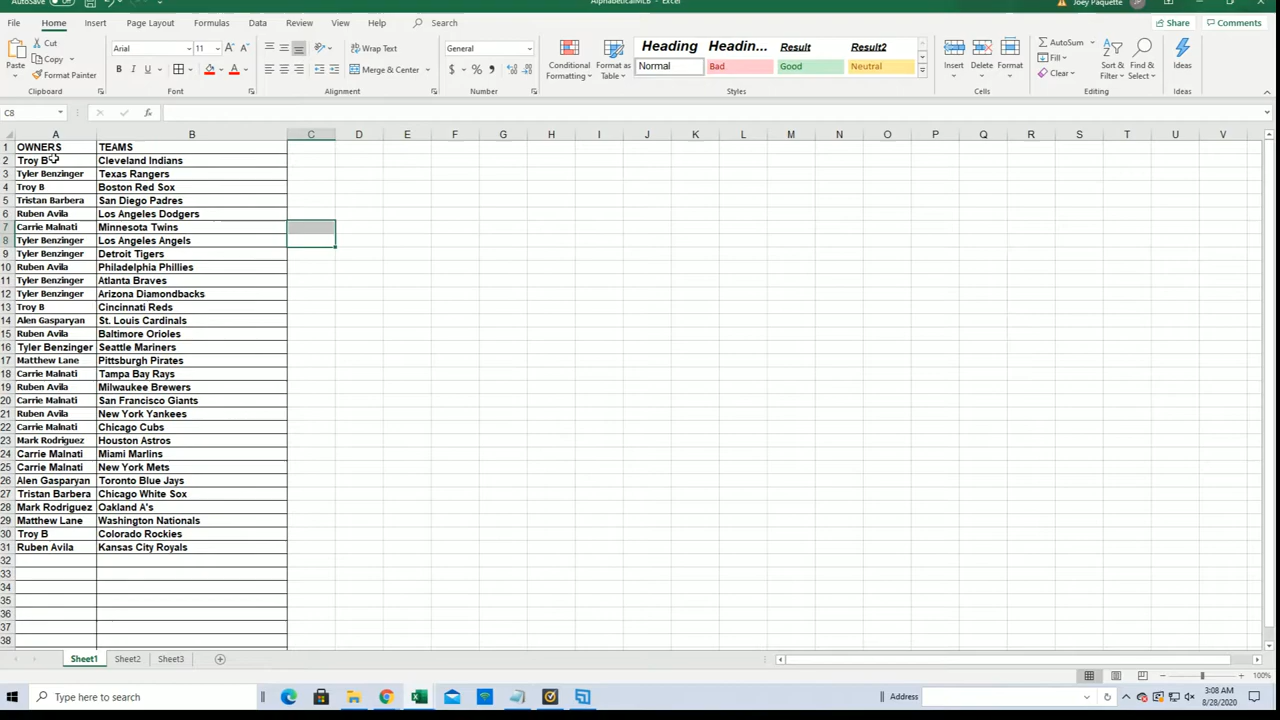 AutoSave Off AlphabeticalMLB - Excel Joey Paquette
File Home Insert Page Layout Formulas Data Review View Help Search Share Comments
Cut Arial 11 Wrap Text General Heading Headin... Result Result2 AutoSum
Copy Fill
Paste Format Painter B I U Merge & Center $ % Conditional Formatting Format as Table Normal Bad Good Neutral Insert Delete Format Clear Sort & Filter Find & Select Ideas
Clipboard Font Alignment Number Styles Cells Editing Ideas
C8 fx
A B C D E F G H I J K L M N O P Q R S T U V
1 OWNERS TEAMS
2 Troy B Cleveland Indians
3 Tyler Benzinger Texas Rangers
4 Troy B Boston Red Sox
5 Tristan Barbera San Diego Padres
6 Ruben Avila Los Angeles Dodgers
7 Carrie Malnati Minnesota Twins
8 Tyler Benzinger Los Angeles Angels
9 Tyler Benzinger Detroit Tigers
10 Ruben Avila Philadelphia Phillies
11 Tyler Benzinger Atlanta Braves
12 Tyler Benzinger Arizona Diamondbacks
13 Troy B Cincinnati Reds
14 Alen Gasparyan St. Louis Cardinals
15 Ruben Avila Baltimore Orioles
16 Tyler Benzinger Seattle Mariners
17 Matthew Lane Pittsburgh Pirates
18 Carrie Malnati Tampa Bay Rays
19 Ruben Avila Milwaukee Brewers
20 Carrie Malnati San Francisco Giants
21 Ruben Avila New York Yankees
22 Carrie Malnati Chicago Cubs
23 Mark Rodriguez Houston Astros
24 Carrie Malnati Miami Marlins
25 Carrie Malnati New York Mets
26 Alen Gasparyan Toronto Blue Jays
27 Tristan Barbera Chicago White Sox
28 Mark Rodriguez Oakland A's
29 Matthew Lane Washington Nationals
30 Troy B Colorado Rockies
31 Ruben Avila Kansas City Royals
32
33
34
35
36
37
38
Sheet1 Sheet2 Sheet3
100%
Type here to search Address 3:08 AM
8/28/2020